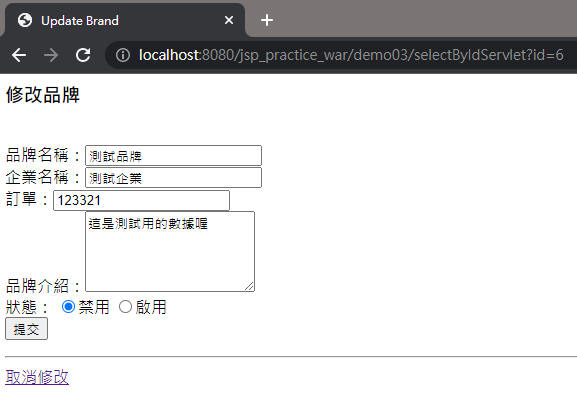 Update Brand
localhost:8080/jsp_practice_war/demo03/selectByIdServlet?id=6
修改品牌
品牌名稱：測試品牌
企業名稱：測試企業
訂單：123321
這是測試用的數據喔
品牌介紹：
狀態： 禁用 啟用
提交
取消修改